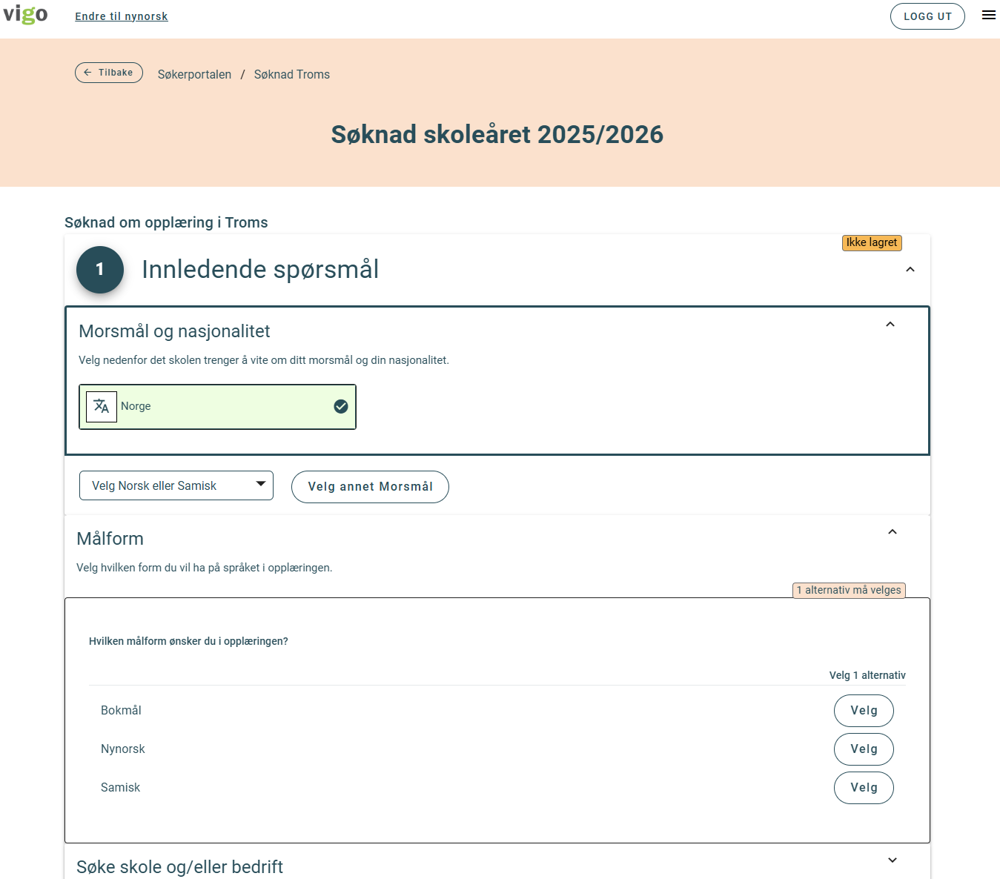 vigo
Endre til nynorsk
LOGG UT
Tilbake
Søkerportalen / Søknad Troms
Søknad skoleåret 2025/2026
Søknad om opplæring i Troms
Ikke lagret
1
Innledende spørsmål
Morsmål og nasjonalitet
Velg nedenfor det skolen trenger å vite om ditt morsmål og din nasjonalitet.
Norge
Velg Norsk eller Samisk
Velg annet Morsmål
Målform
Velg hvilken form du vil ha på språket i opplæringen.
1 alternativ må velges
Hvilken målform ønsker du i opplæringen?
Velg 1 alternativ
Bokmål
Velg
Nynorsk
Velg
Samisk
Velg
Søke skole og/eller bedrift